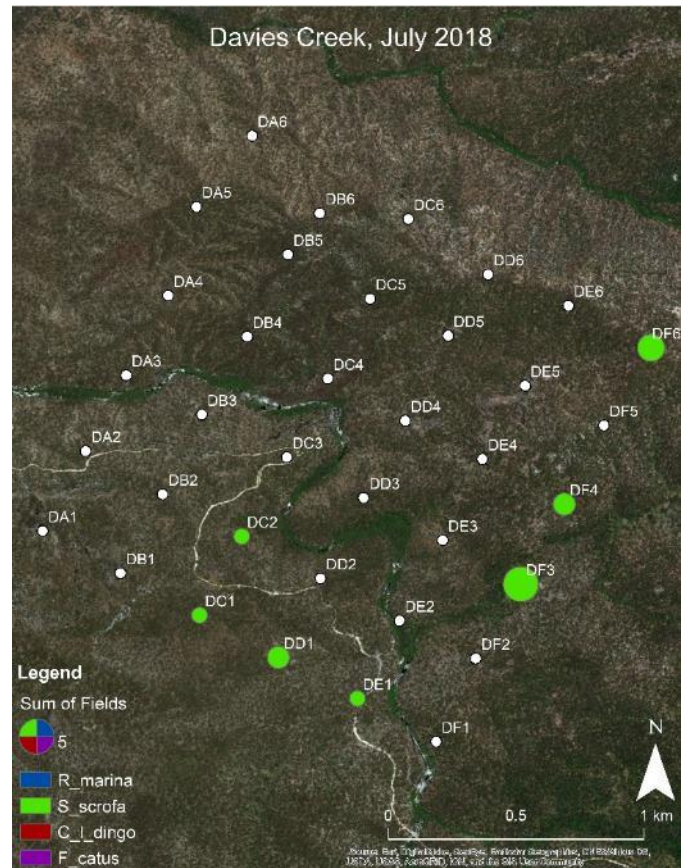 Davies Creek, July 2018
DA6
DA5
DB6
DC6
DB5
DD6
DA4
DC5
DE6
DB4
DD5
DF6
DA3
DC4
DE5
DB3
DD4
DF5
DA2
DC3
DE4
DB2
DD3
DF4
DA1
DC2
DE3
DB1
DD2
DF3
DC1
DE2
DD1
DF2
DE1
DF1
Legend
Sum of Fields
5
R_marina
S_scrofa
C_l_dingo
F_catus
N
0 0.5 1 km
Source: Esri,